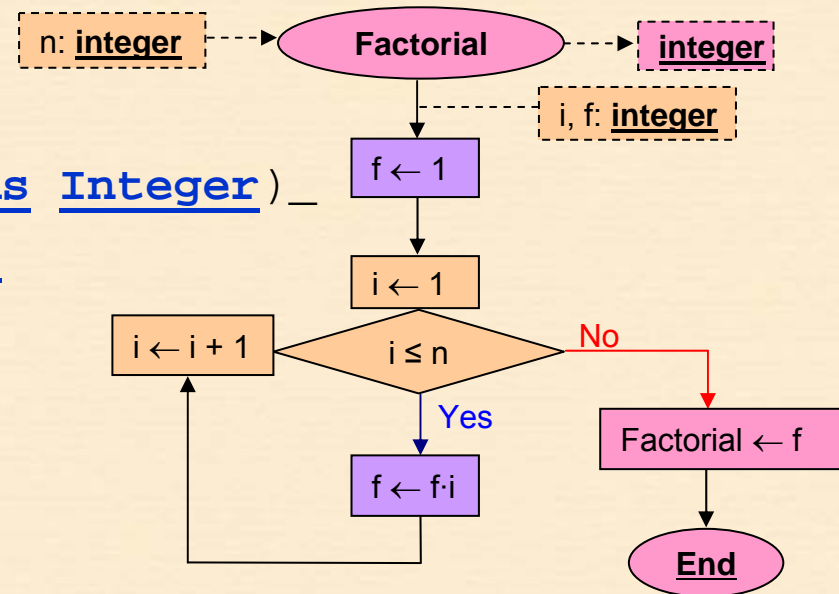 n: integer
Factorial
integer
i, f: integer
f ← 1
Integer)_
i ← 1
i ← i + 1
i ≤ n
No
Yes
Factorial ← f
f ← f·i
End